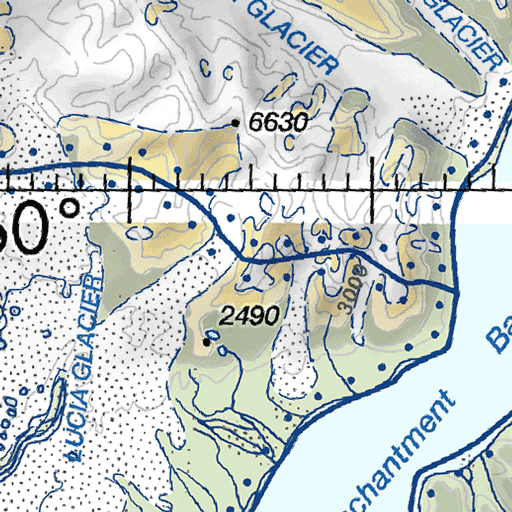 GLACIER
GLACIER
6630
60°
3000
2490
LUCIA GLACIER
Ba
chantment